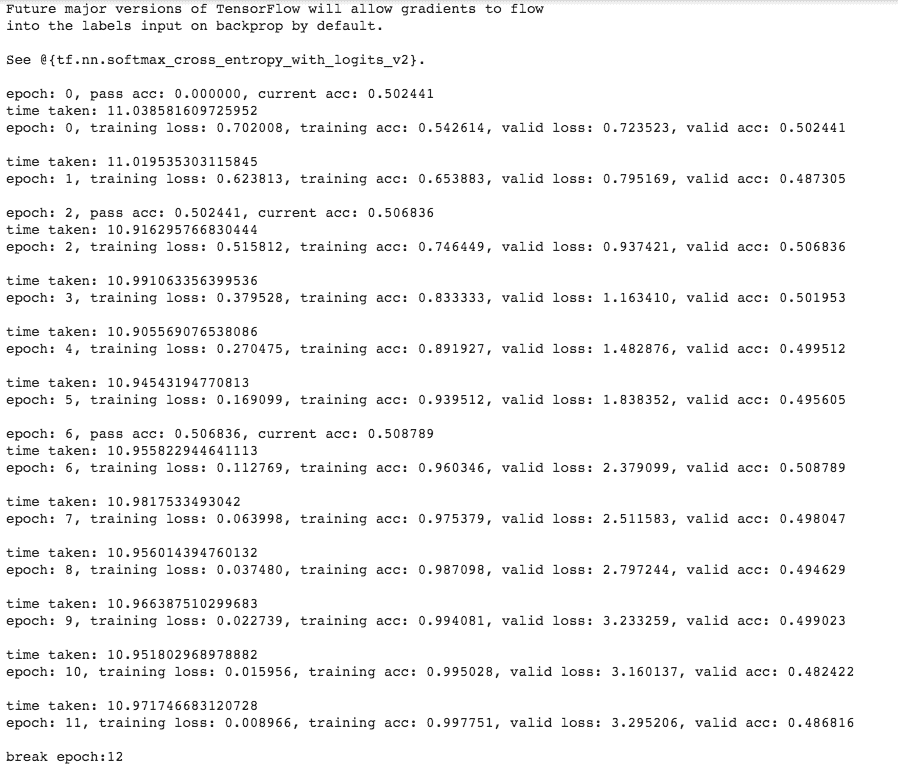 Future major versions of TensorFlow will allow gradients to flow
into the labels input on backprop by default.
See @{tf.nn.softmax_cross_entropy_with_logits_v2}.
epoch: 0, pass acc: 0.000000, current acc: 0.502441
time taken: 11.038581609725952
epoch: 0, training loss: 0.702008, training acc: 0.542614, valid loss: 0.723523, valid acc: 0.502441
time taken: 11.019535303115845
epoch: 1, training loss: 0.623813, training acc: 0.653883, valid loss: 0.795169, valid acc: 0.487305
epoch: 2, pass acc: 0.502441, current acc: 0.506836
time taken: 10.916295766830444
epoch: 2, training loss: 0.515812, training acc: 0.746449, valid loss: 0.937421, valid acc: 0.506836
time taken: 10.991063356399536
epoch: 3, training loss: 0.379528, training acc: 0.833333, valid loss: 1.163410, valid acc: 0.501953
time taken: 10.905569076538086
epoch: 4, training loss: 0.270475, training acc: 0.891927, valid loss: 1.482876, valid acc: 0.499512
time taken: 10.94543194770813
epoch: 5, training loss: 0.169099, training acc: 0.939512, valid loss: 1.838352, valid acc: 0.495605
epoch: 6, pass acc: 0.506836, current acc: 0.508789
time taken: 10.955822944641113
epoch: 6, training loss: 0.112769, training acc: 0.960346, valid loss: 2.379099, valid acc: 0.508789
time taken: 10.9817533493042
epoch: 7, training loss: 0.063998, training acc: 0.975379, valid loss: 2.511583, valid acc: 0.498047
time taken: 10.956014394760132
epoch: 8, training loss: 0.037480, training acc: 0.987098, valid loss: 2.797244, valid acc: 0.494629
time taken: 10.966387510299683
epoch: 9, training loss: 0.022739, training acc: 0.994081, valid loss: 3.233259, valid acc: 0.499023
time taken: 10.951802968978882
epoch: 10, training loss: 0.015956, training acc: 0.995028, valid loss: 3.160137, valid acc: 0.482422
time taken: 10.971746683120728
epoch: 11, training loss: 0.008966, training acc: 0.997751, valid loss: 3.295206, valid acc: 0.486816
break epoch:12